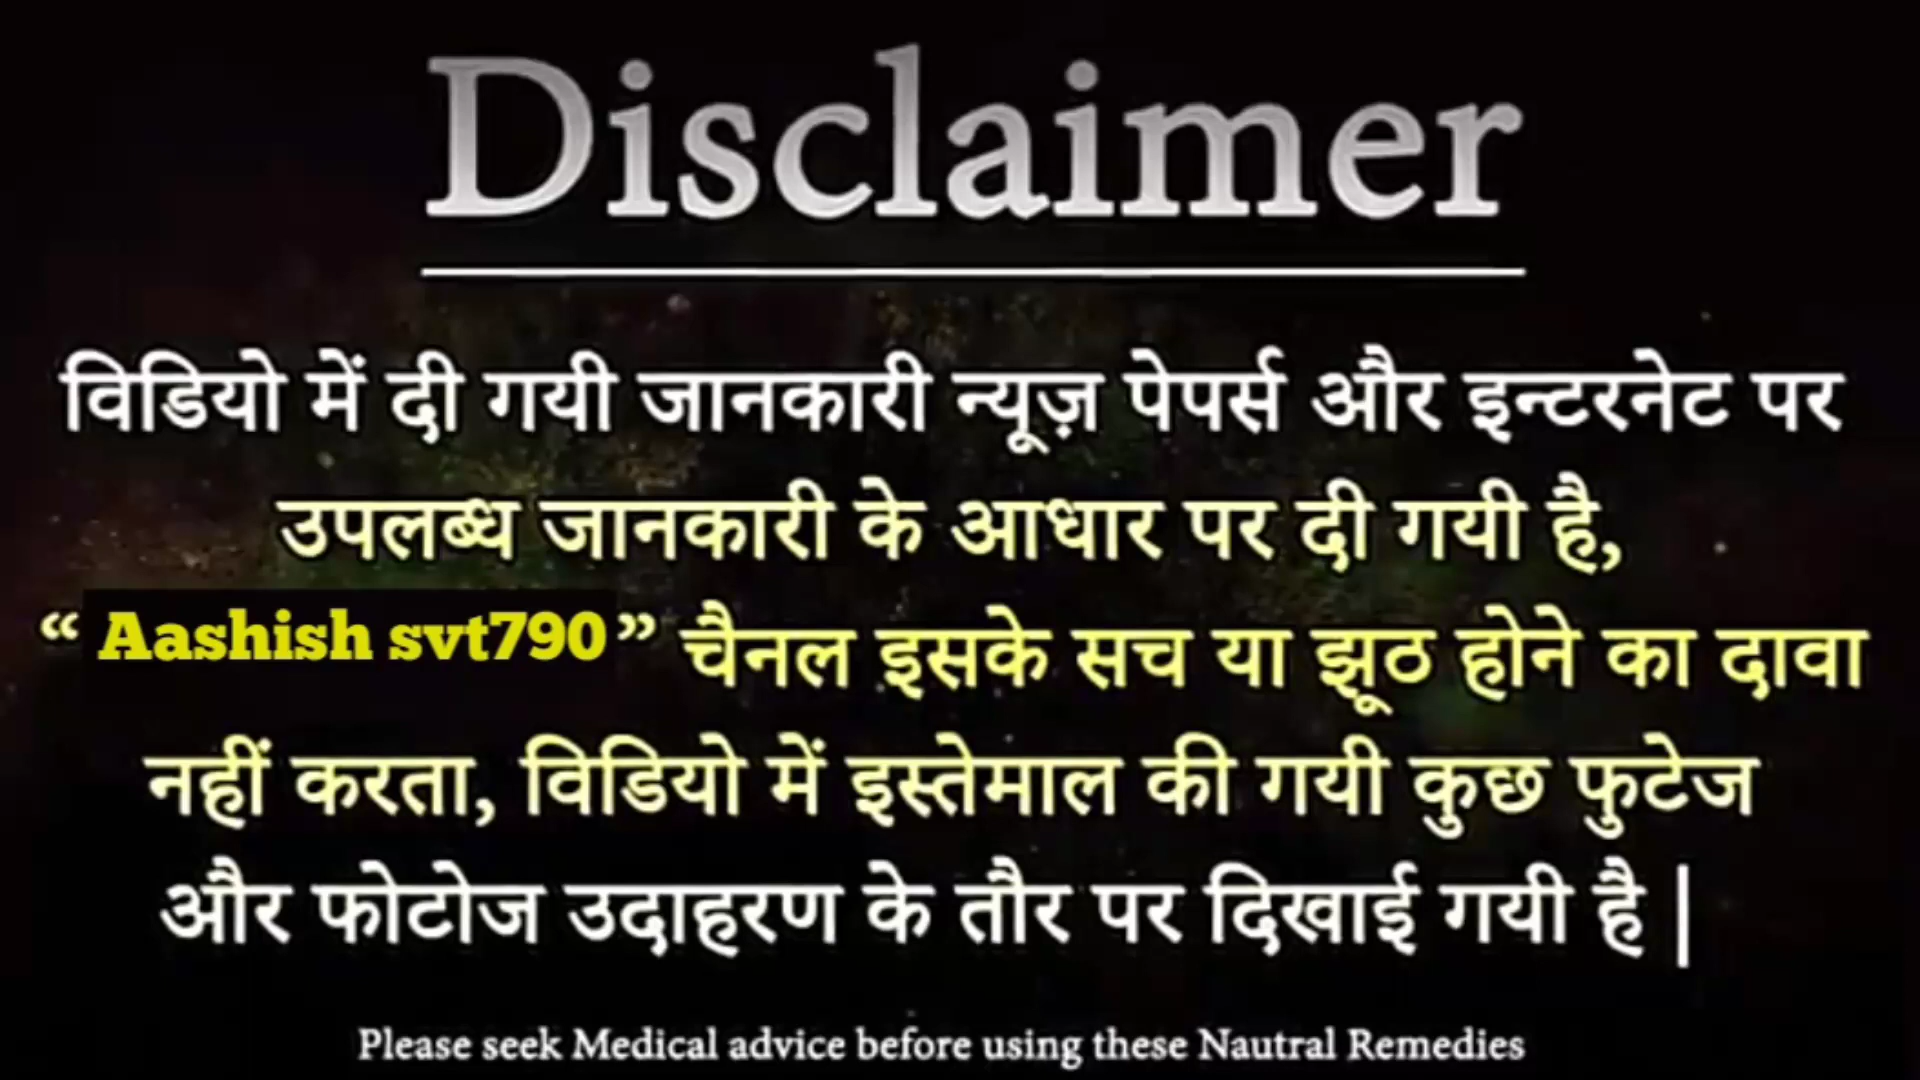 Disclaimer
विडियो में दी गयी जानकारी न्यूज़ पेपर्स और इन्टरनेट पर
उपलब्ध जानकारी के आधार पर दी गयी है,
“ Aashish svt790 ” चैनल इसके सच या झूठ होने का दावा
नहीं करता, विडियो में इस्तेमाल की गयी कुछ फुटेज
और फोटोज उदाहरण के तौर पर दिखाई गयी है |
Please seek Medical advice before using these Nautral Remedies